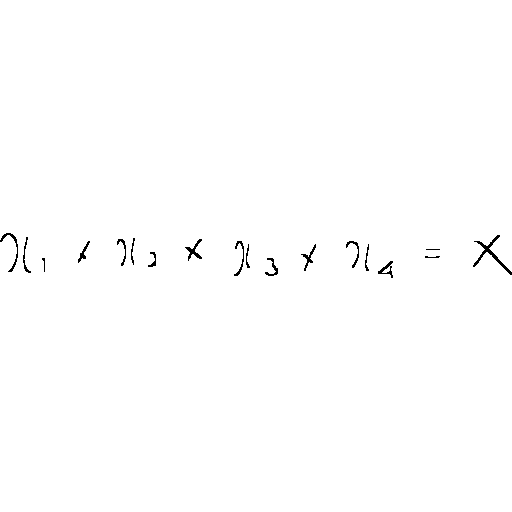 x₁ × x₂ × x₃ × x₄ = X